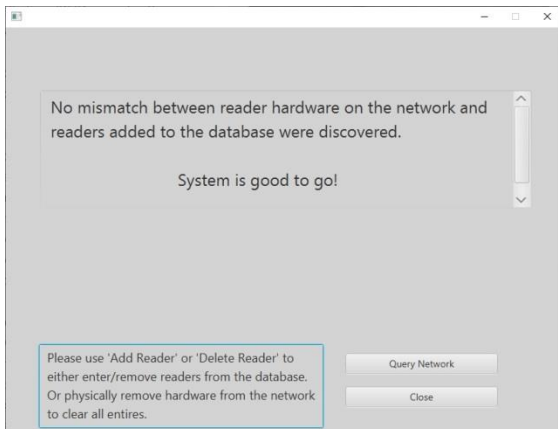 No mismatch between reader hardware on the network and
readers added to the database were discovered.
System is good to go!
Please use 'Add Reader' or 'Delete Reader' to
either enter/remove readers from the database.
Or physically remove hardware from the network
to clear all entires.
Query Network
Close